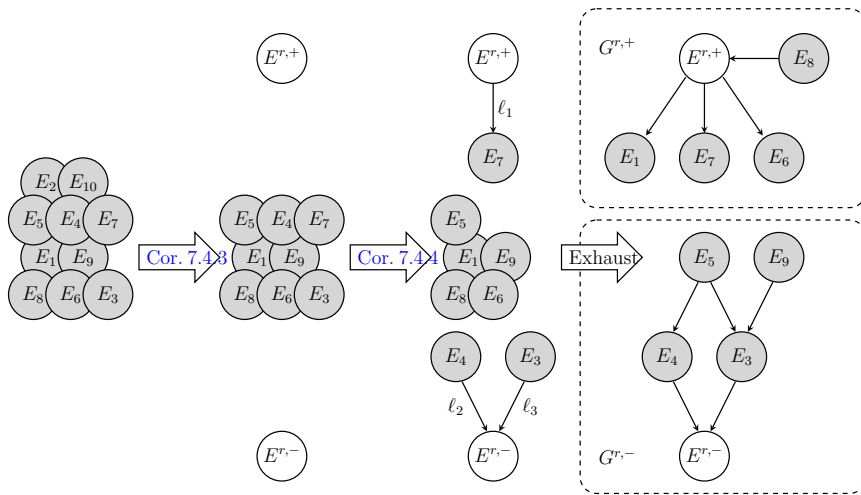 E^{r,+}
E^{r,+}
G^{r,+}
E^{r,+}
E_8
ℓ_1
E_7
E_1
E_7
E_6
E_2 E_10
E_5 E_4 E_7
E_1 E_9
E_8 E_6 E_3
Cor. 7.4.3
E_5 E_4 E_7
E_1 E_9
E_8 E_6 E_3
Cor. 7.4.4
E_5
E_1 E_9
E_8 E_6
Exhaust
E_5
E_9
E_4
E_3
E_4
E_3
ℓ_2
ℓ_3
E^{r,-}
E^{r,-}
G^{r,-}
E^{r,-}